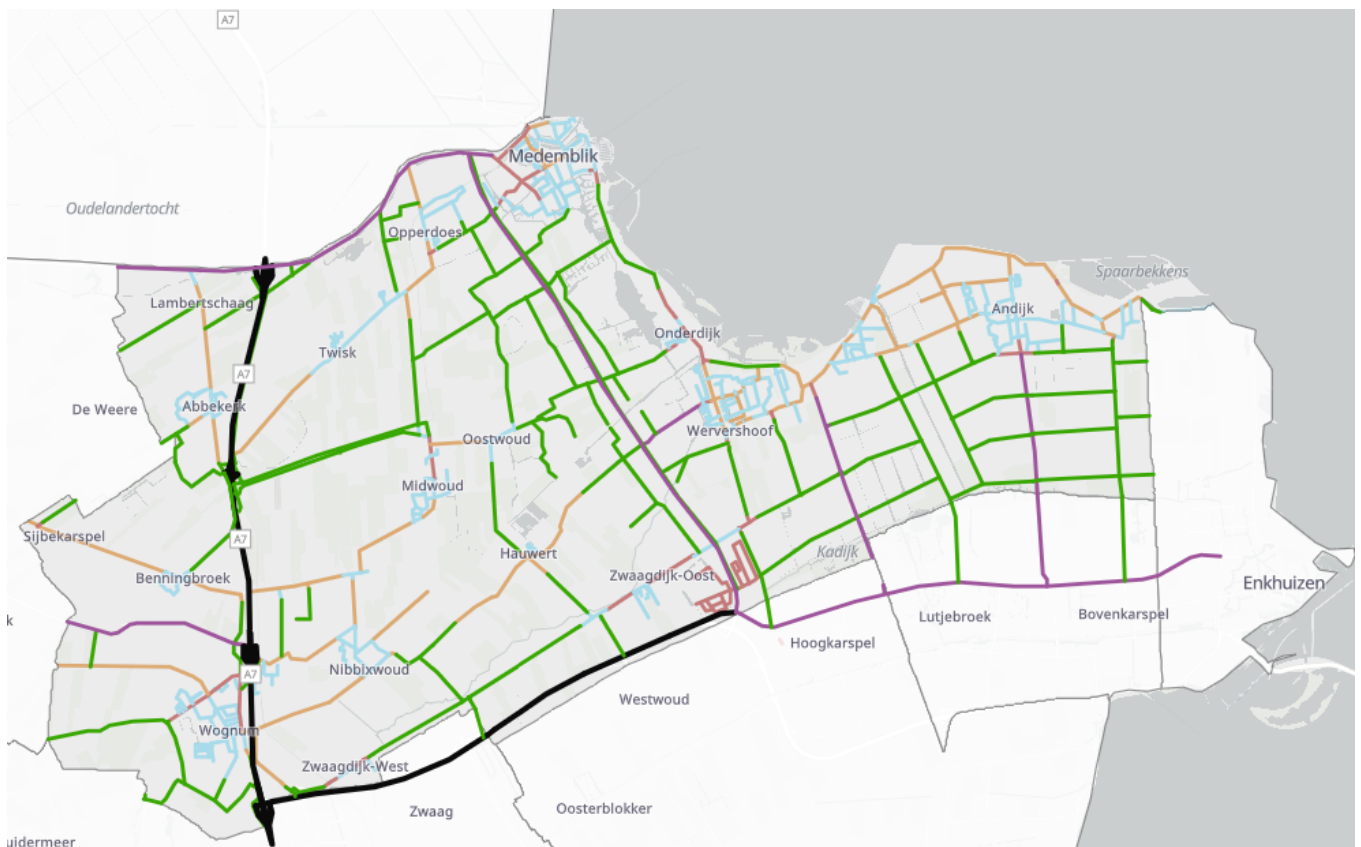 A7
Medemblik
Oudelandertocht
Opperdoes
Spaarbekkens
Lambertschaag
Andijk
Onderdijk
Twisk
A7
De Weere
Abbekerk
Wervershoof
Oostwoud
Midwoud
Sijbekarspel
A7
Hauwert
Kadijk
Benningbroek
Zwaagdijk-Oost
Enkhuizen
k
Lutjebroek
Bovenkarspel
Hoogkarspel
Nibbixwoud
A7
Westwoud
Wognum
Zwaagdijk-West
Zwaag
Oosterblokker
uidermeer